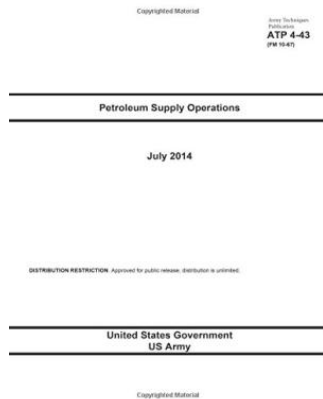 Copyrighted Material
Army Techniques
Publication
ATP 4-43
(FM 10-67)
Petroleum Supply Operations
July 2014
DISTRIBUTION RESTRICTION. Approved for public release; distribution is unlimited.
United States Government
US Army
Copyrighted Material